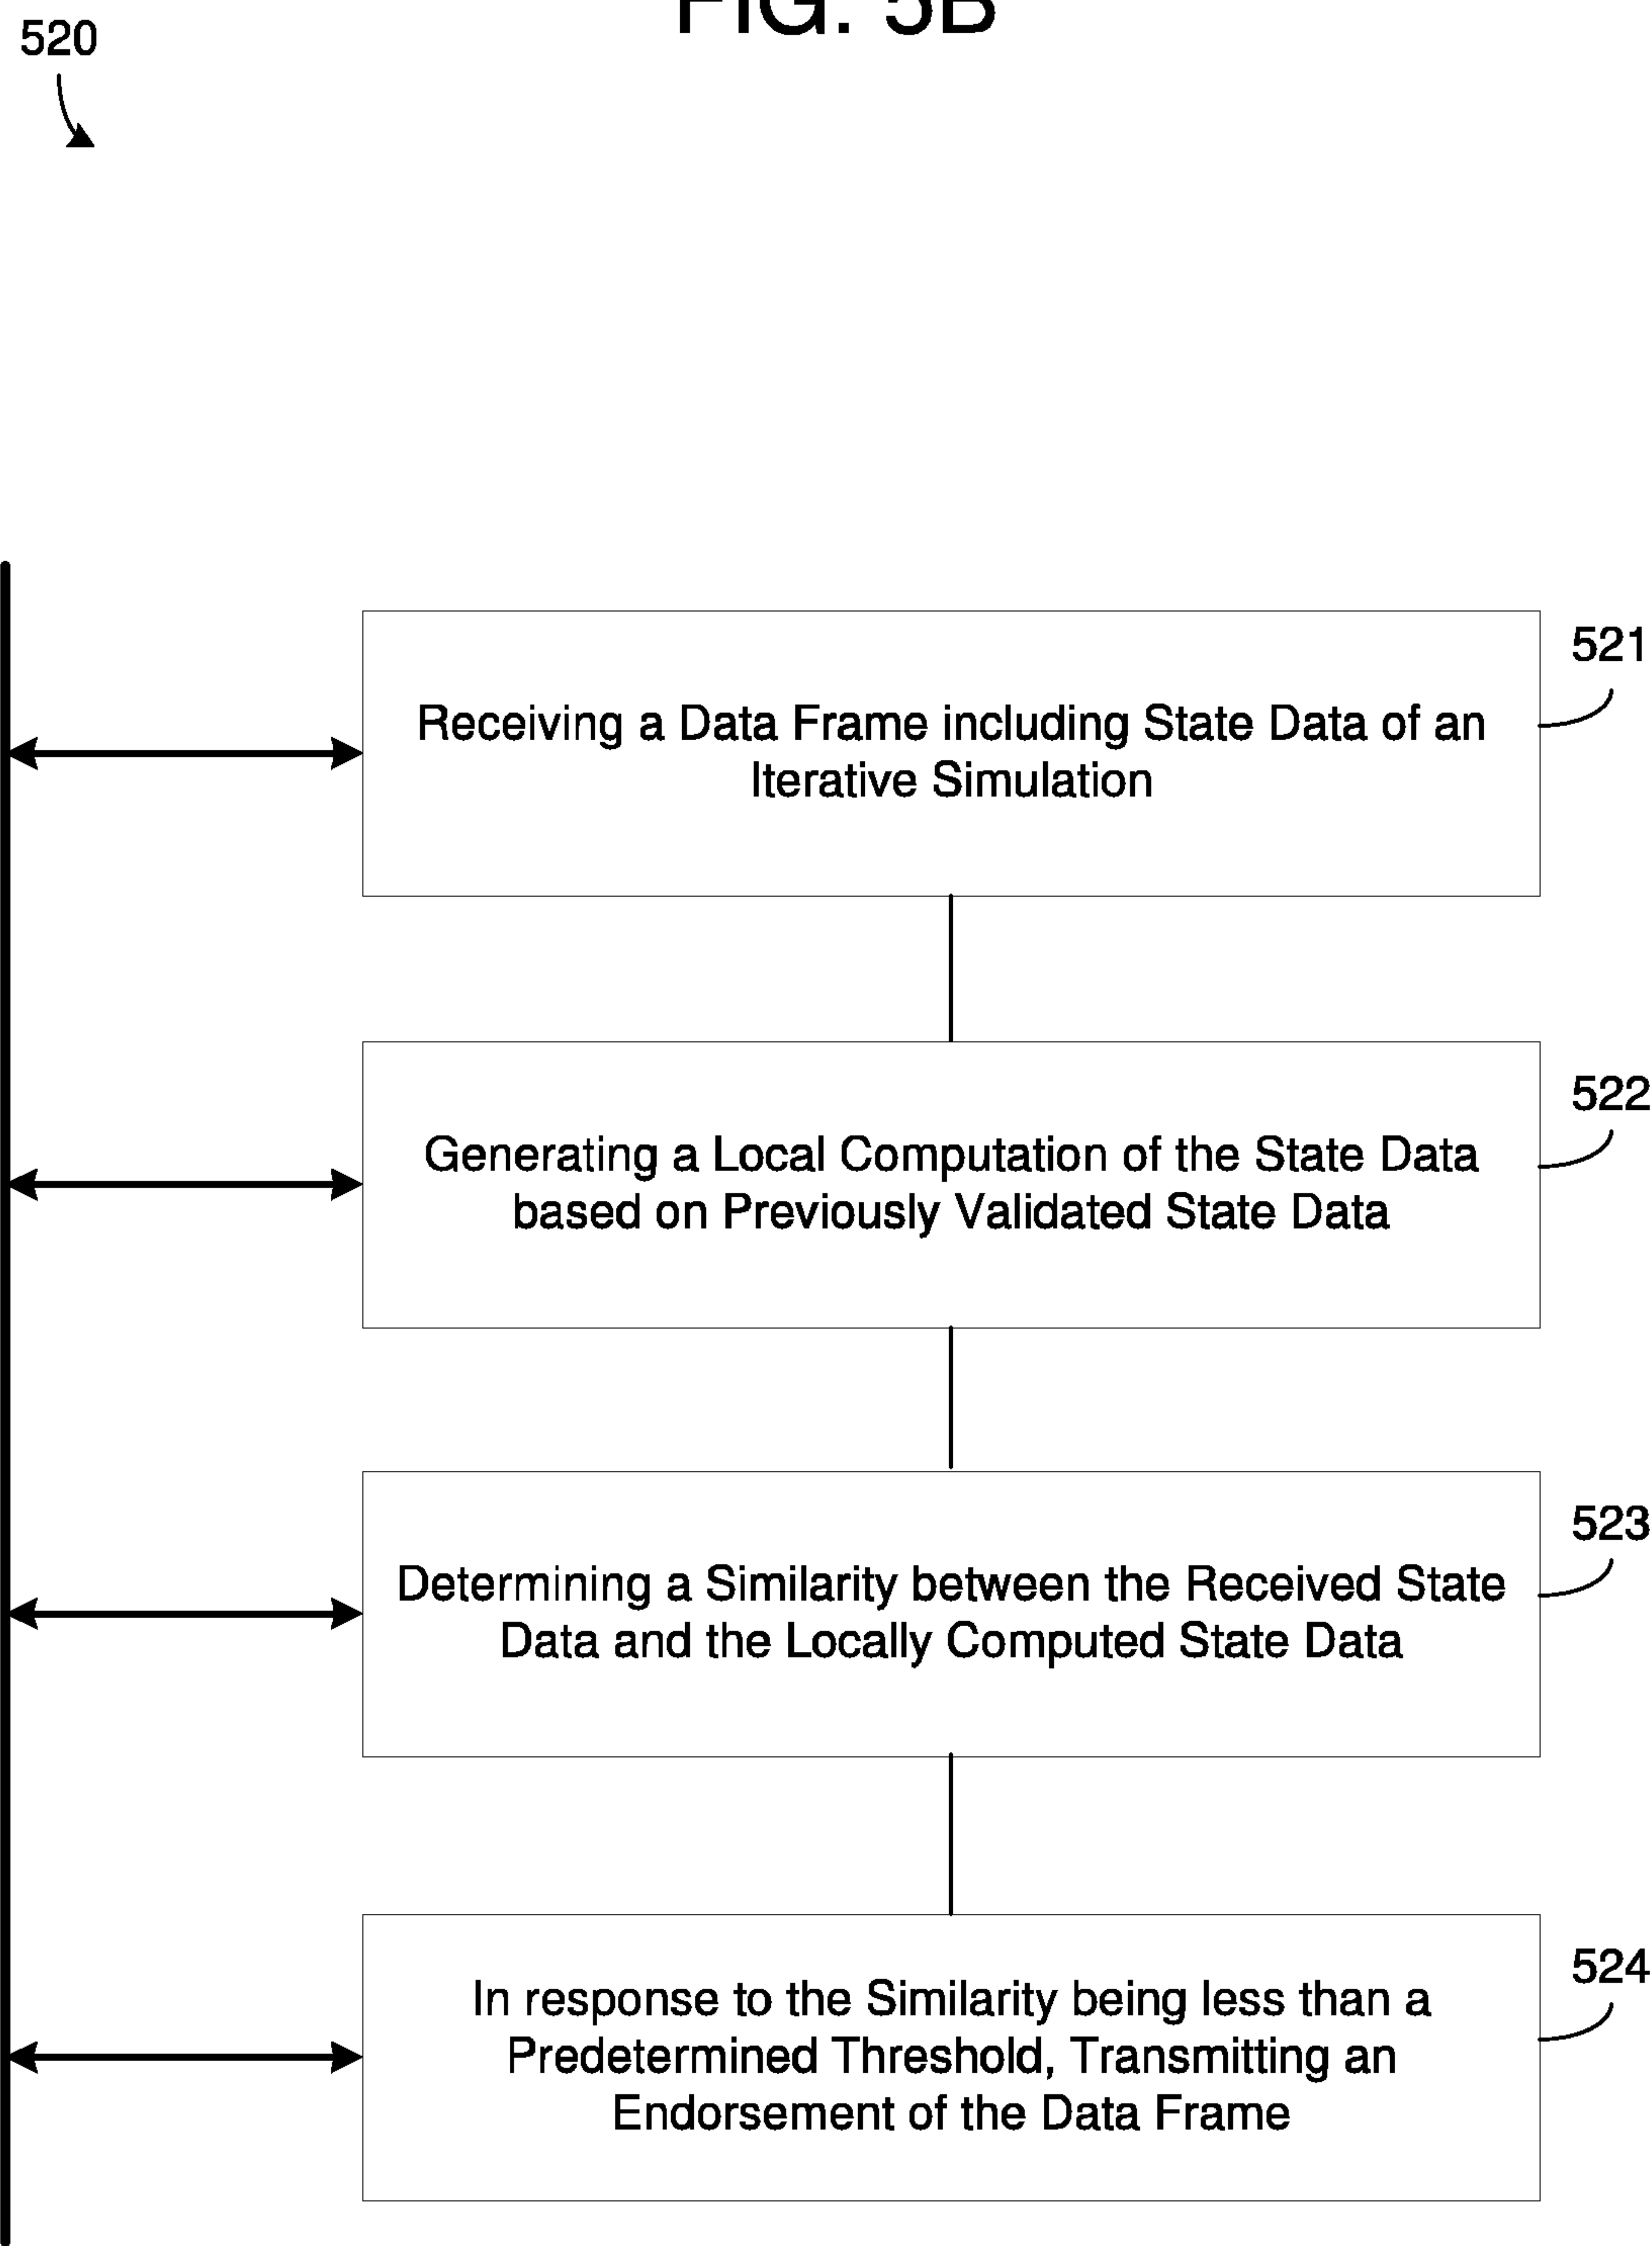 FIG. 5B
520
521
Receiving a Data Frame including State Data of an
Iterative Simulation
522
Generating a Local Computation of the State Data
based on Previously Validated State Data
523
Determining a Similarity between the Received State
Data and the Locally Computed State Data
524
In response to the Similarity being less than a
Predetermined Threshold, Transmitting an
Endorsement of the Data Frame